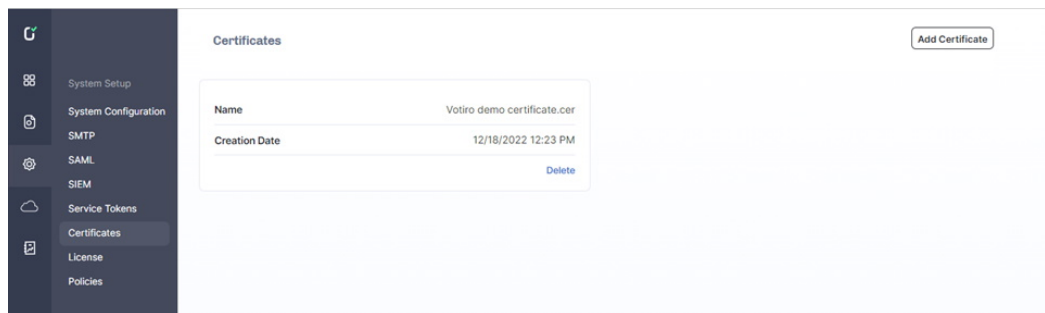 Certificates
Add Certificate
System Setup
System Configuration
SMTP
SAML
SIEM
Service Tokens
Certificates
License
Policies
Name
Votiro demo certificate.cer
Creation Date
12/18/2022 12:23 PM
Delete